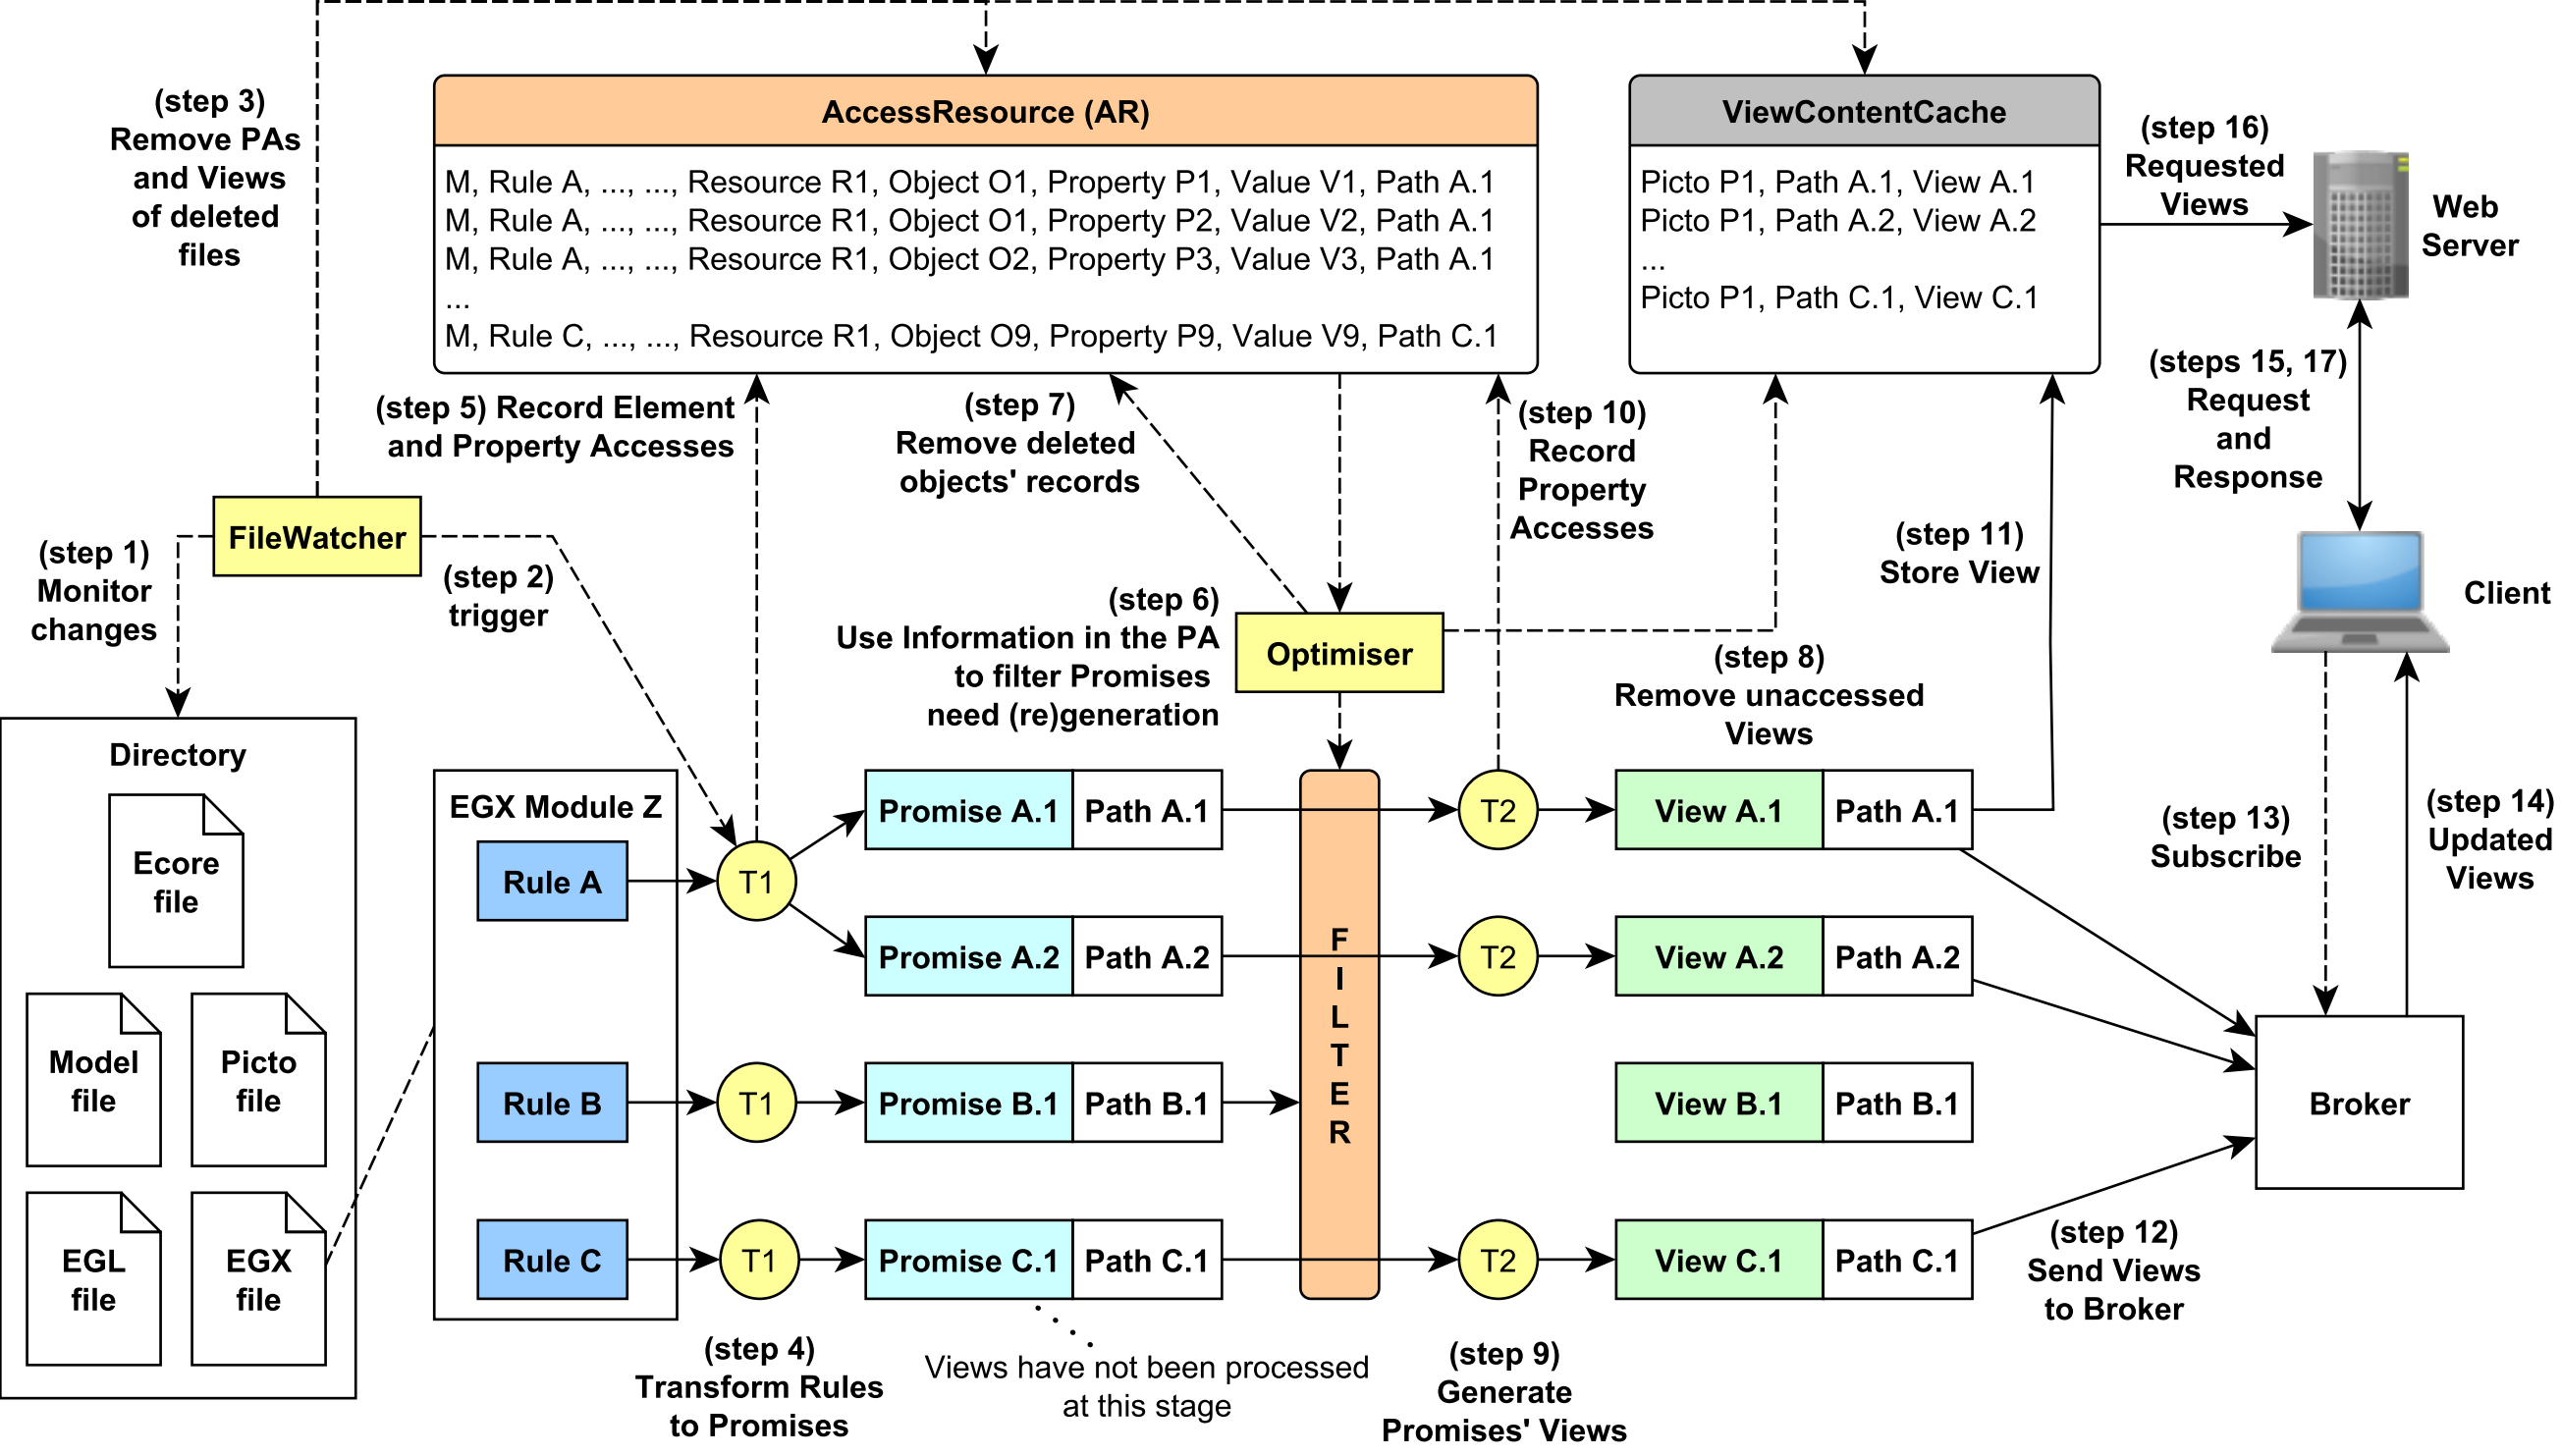 (step 3)
Remove PAs
and Views
of deleted
files
AccessResource (AR)
M, Rule A, ..., ..., Resource R1, Object O1, Property P1, Value V1, Path A.1
M, Rule A, ..., ..., Resource R1, Object O1, Property P2, Value V2, Path A.1
M, Rule A, ..., ..., Resource R1, Object O2, Property P3, Value V3, Path A.1
...
M, Rule C, ..., ..., Resource R1, Object O9, Property P9, Value V9, Path C.1
ViewContentCache
Picto P1, Path A.1, View A.1
Picto P1, Path A.2, View A.2
...
Picto P1, Path C.1, View C.1
(step 16)
Requested
Views
Web
Server
(steps 15, 17)
Request
and
Response
Client
(step 5) Record Element
and Property Accesses
(step 7)
Remove deleted
objects' records
(step 10)
Record
Property
Accesses
(step 11)
Store View
FileWatcher
(step 1)
Monitor
changes
(step 2)
trigger
(step 6)
Use Information in the PA
to filter Promises
need (re)generation
Optimiser
(step 8)
Remove unaccessed
Views
Directory
Ecore
file
Model
file
Picto
file
EGL
file
EGX
file
EGX Module Z
Rule A
T1
Promise A.1
Path A.1
T2
View A.1
Path A.1
Promise A.2
Path A.2
T2
View A.2
Path A.2
Rule B
T1
Promise B.1
Path B.1
View B.1
Path B.1
Rule C
T1
Promise C.1
Path C.1
T2
View C.1
Path C.1
F
I
L
T
E
R
(step 13)
Subscribe
(step 14)
Updated
Views
Broker
(step 12)
Send Views
to Broker
(step 4)
Transform Rules
to Promises
Views have not been processed
at this stage
(step 9)
Generate
Promises' Views